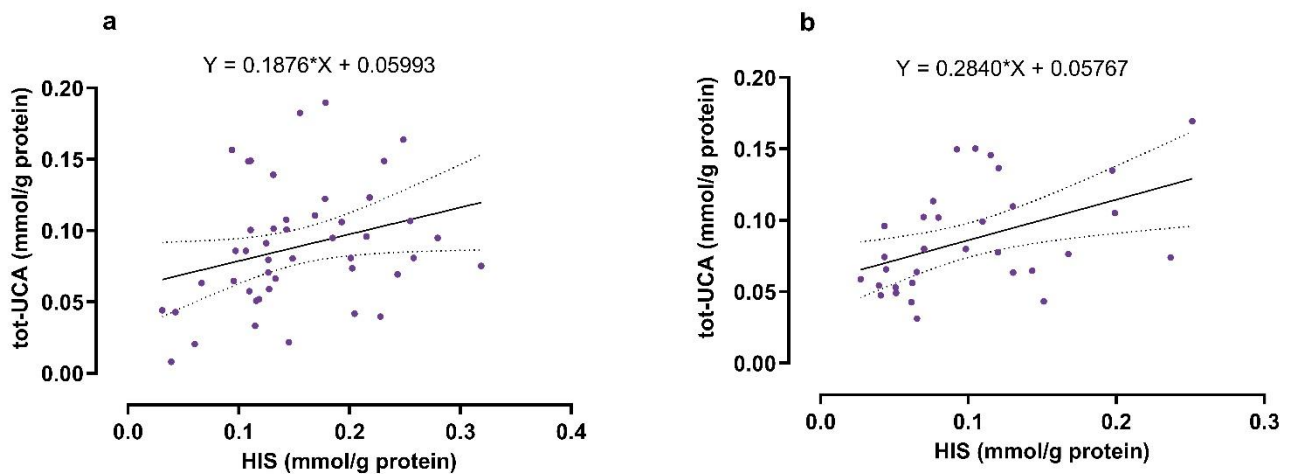 a
Y = 0.1876*X + 0.05993
tot-UCA (mmol/g protein)
0.20
0.15
0.10
0.05
0.00
0.0 0.1 0.2 0.3 0.4
HIS (mmol/g protein)
b
Y = 0.2840*X + 0.05767
tot-UCA (mmol/g protein)
0.20
0.15
0.10
0.05
0.00
0.0 0.1 0.2 0.3
HIS (mmol/g protein)